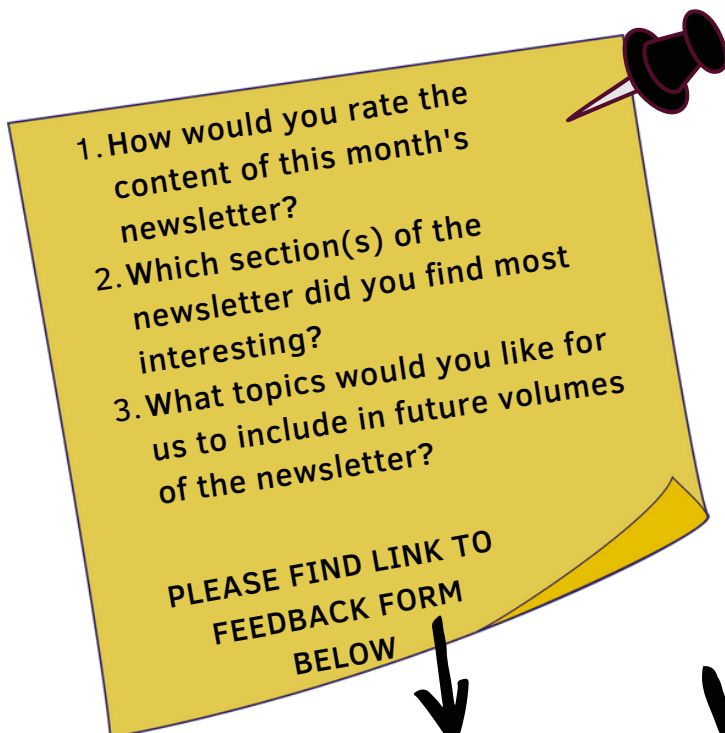 1. How would you rate the
content of this month's
newsletter?
2. Which section(s) of the
newsletter did you find most
interesting?
3. What topics would you like for
us to include in future volumes
of the newsletter?
PLEASE FIND LINK TO
FEEDBACK FORM
BELOW